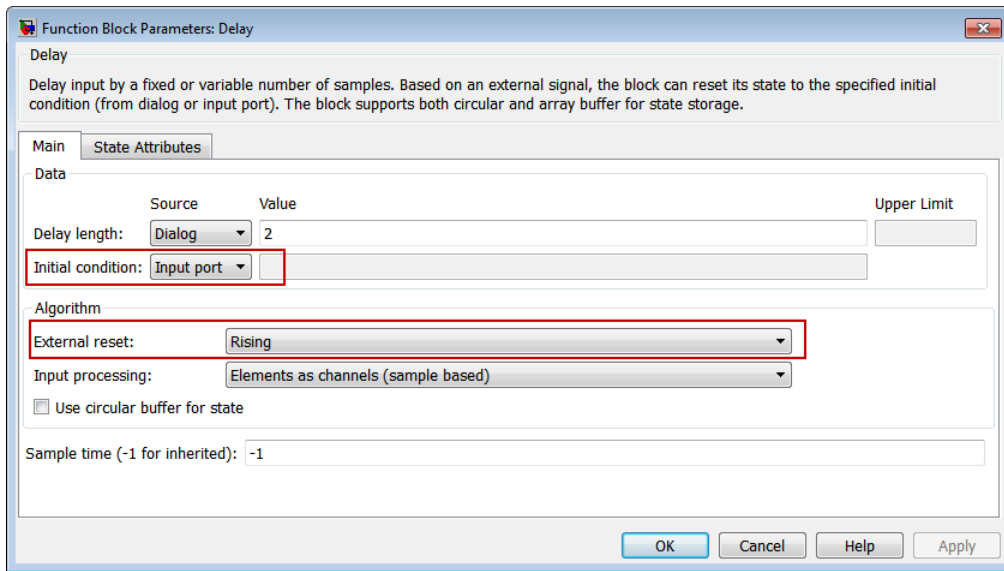 Function Block Parameters: Delay
Delay
Delay input by a fixed or variable number of samples. Based on an external signal, the block can reset its state to the specified initial
condition (from dialog or input port). The block supports both circular and array buffer for state storage.
Main State Attributes
Data
Source Value Upper Limit
Delay length: Dialog 2
Initial condition: Input port
Algorithm
External reset: Rising
Input processing: Elements as channels (sample based)
Use circular buffer for state
Sample time (-1 for inherited): -1
OK Cancel Help Apply